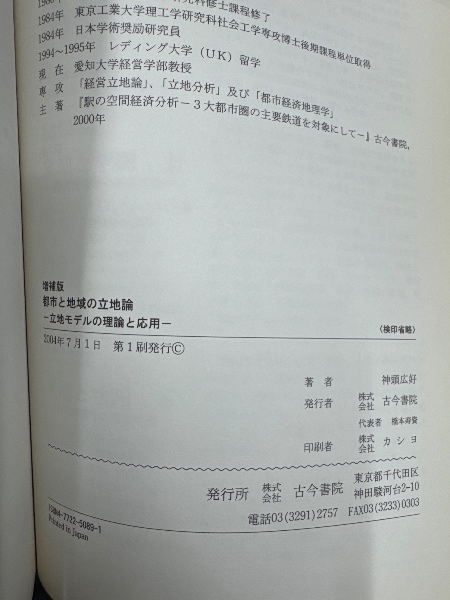 修士課程修了
1984年 東京工業大学理工学研究科社会工学専攻博士後期課程単位取得
1984年 日本学術奨励研究員
1994～1995年 レディング大学（UK）留学
現在 愛知大学経営学部教授
専攻 「経営立地論」、「立地分析」及び「都市経済地理学」
主著 『駅の空間経済分析－3大都市圏の主要鉄道を対象にして－』古今書院,
2000年
増補版
都市と地域の立地論
－立地モデルの理論と応用－
〈検印省略〉
2004年7月1日 第1刷発行Ⓒ
著者 神頭広好
発行者 株式会社 古今書院
代表者 橋本寿資
印刷者 株式会社 カシヨ
発行所 株式会社 古今書院 東京都千代田区
神田駿河台2-10
電話03(3291)2757 FAX03(3233)0303
ISBN4-7722-5089-1
Printed in Japan